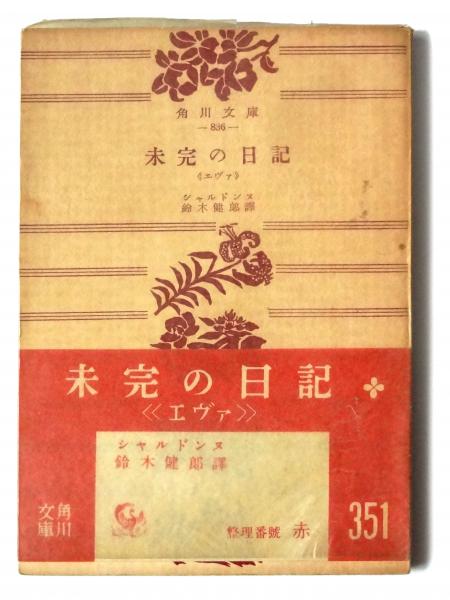 角川文庫
—836—
未完の日記
《エヴァ》
シャルドンヌ
鈴木健郎譯
未完の日記
《エヴァ》
シャルドンヌ
鈴木健郎譯
角川文庫
整理番號 赤 351